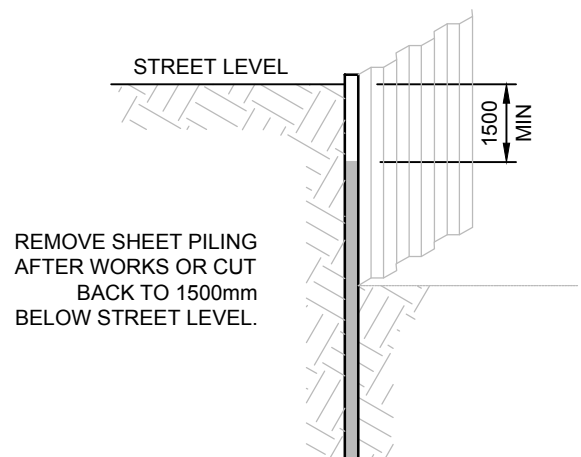 STREET LEVEL
1500
MIN
REMOVE SHEET PILING
AFTER WORKS OR CUT
BACK TO 1500mm
BELOW STREET LEVEL.